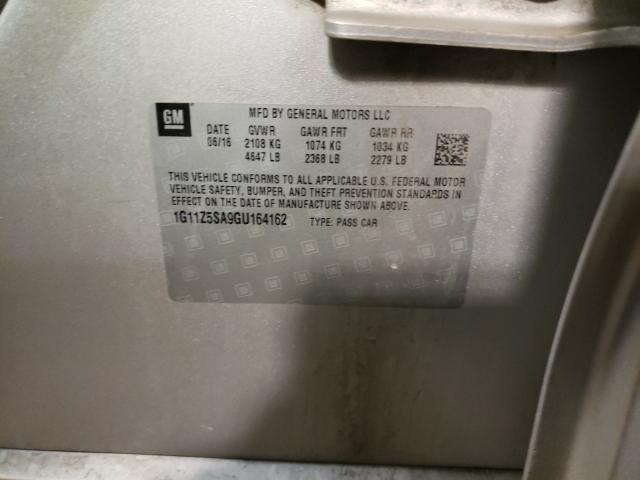 GM
MFD BY GENERAL MOTORS LLC
DATE GVWR GAWR FRT GAWR RR
06/16 2108 KG 1074 KG 1034 KG
4647 LB 2368 LB 2279 LB
THIS VEHICLE CONFORMS TO ALL APPLICABLE U.S. FEDERAL MOTOR
VEHICLE SAFETY, BUMPER, AND THEFT PREVENTION STANDARDS IN
EFFECT ON THE DATE OF MANUFACTURE SHOWN ABOVE.
1G11Z5SA9GU164162 TYPE: PASS CAR